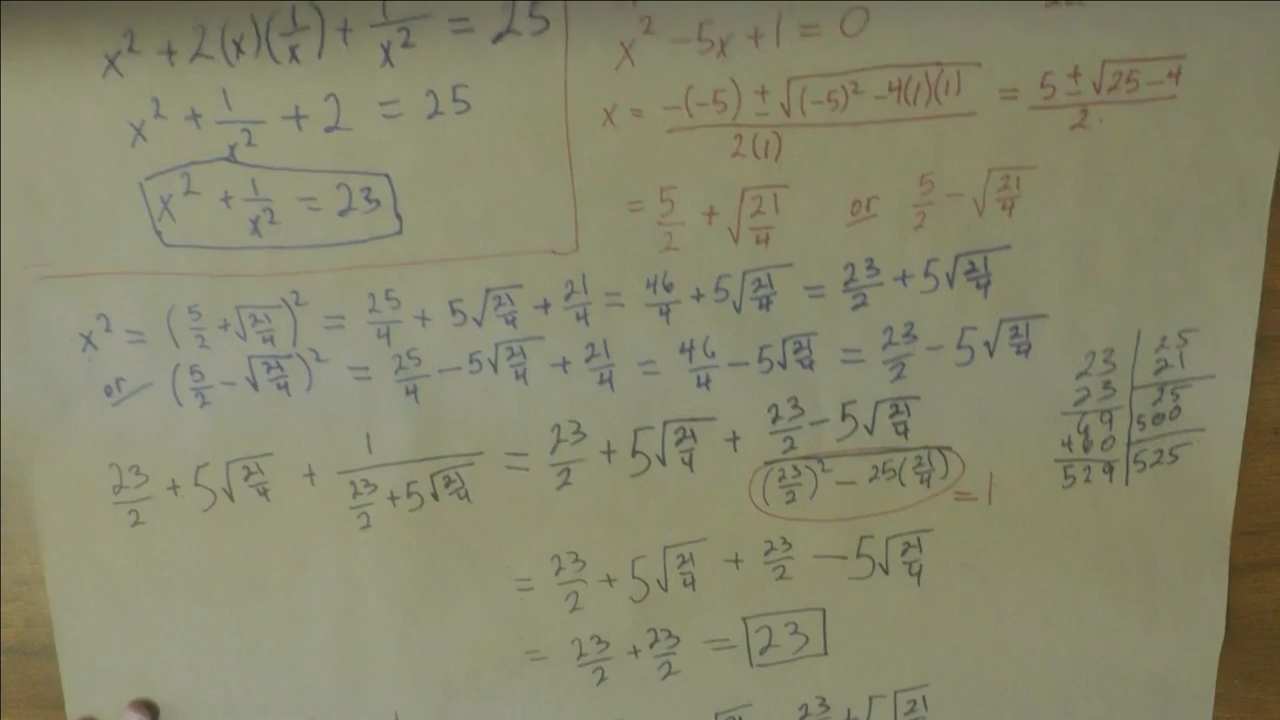 x² + 2(x)(1/x) + 1/x² = 25
x² + 1/x² + 2 = 25
x² + 1/x² = 23
x² - 5x + 1 = 0
x = -(-5) ± √((-5)² - 4(1)(1)) / 2(1) = 5 ± √(25 - 4) / 2
= 5/2 + √(21/4) or 5/2 - √(21/4)
x² = (5/2 + √(21/4))² = 25/4 + 5√(21/4) + 21/4 = 46/4 + 5√(21/4) = 23/2 + 5√(21/4)
or (5/2 - √(21/4))² = 25/4 - 5√(21/4) + 21/4 = 46/4 - 5√(21/4) = 23/2 - 5√(21/4)
23/2 + 5√(21/4) + 1/(23/2 + 5√(21/4)) = 23/2 + 5√(21/4) + (23/2 - 5√(21/4))/((23/2)² - 25(21/4)) = 1
= 23/2 + 5√(21/4) + 23/2 - 5√(21/4)
= 23/2 + 23/2 = 23
23
23
69
+460
529
25
21
25
500
525